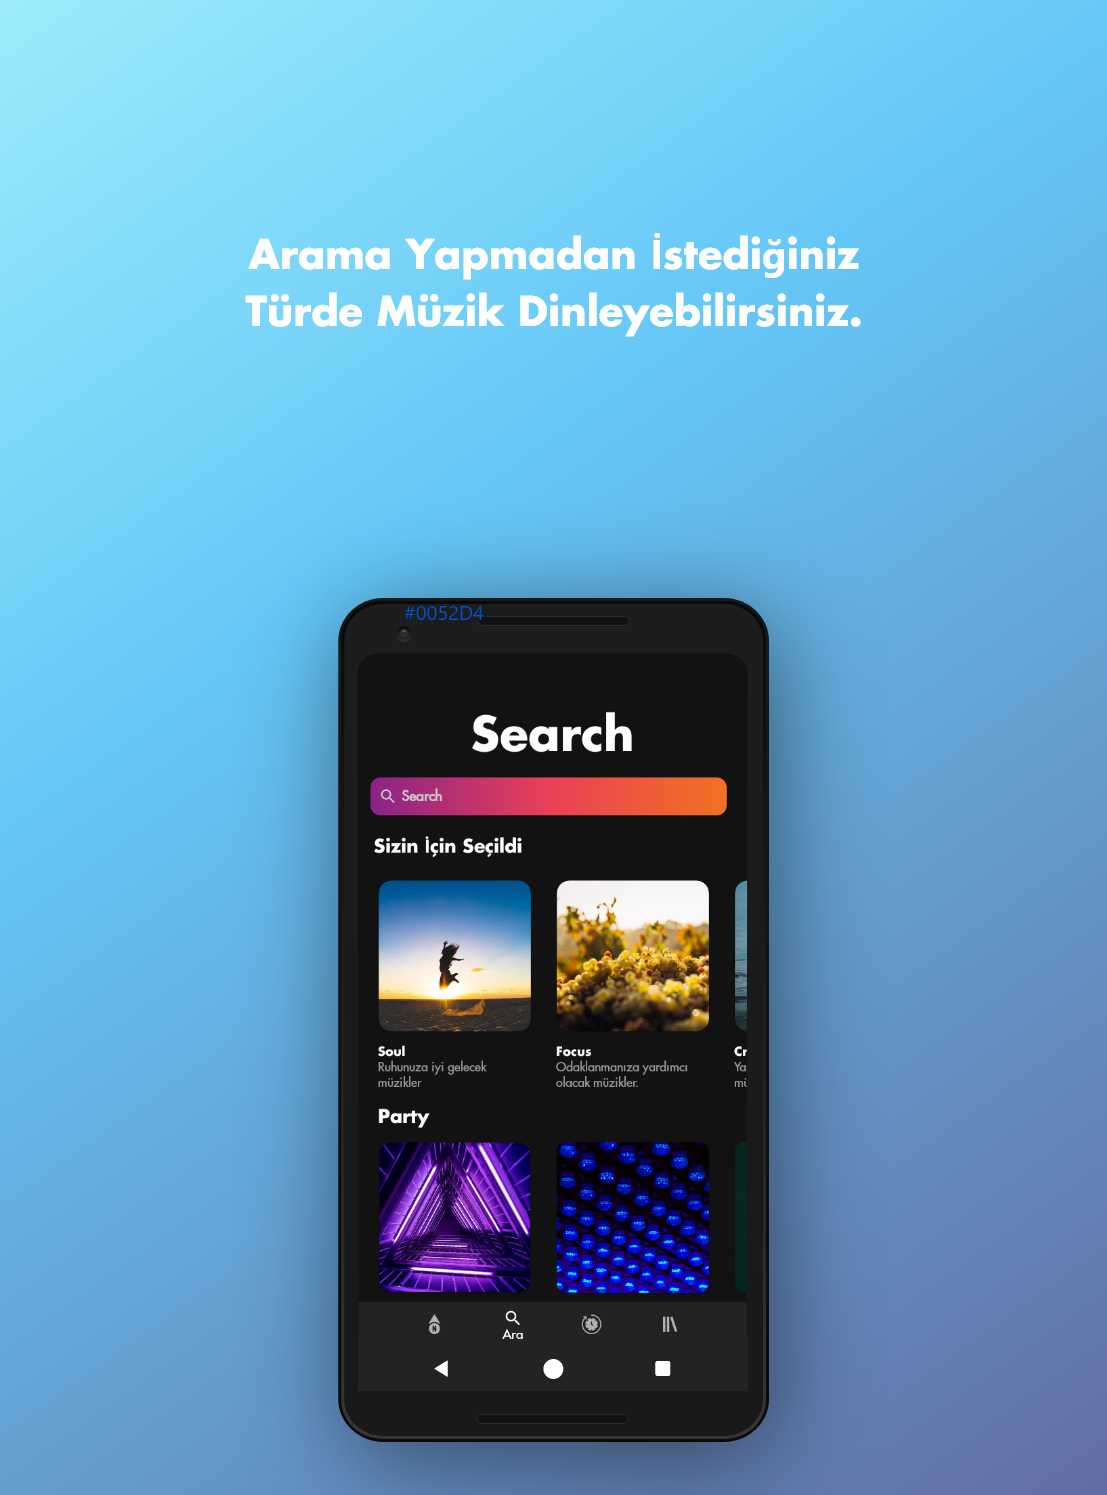 Arama Yapmadan İstediğiniz
Türde Müzik Dinleyebilirsiniz.
#0052D4
Search
Search
Sizin İçin Seçildi
Soul
Ruhunuza iyi gelecek
müzikler
Focus
Odaklanmanıza yardımcı
olacak müzikler.
Cr
Ya
mü
Party
N
Ara